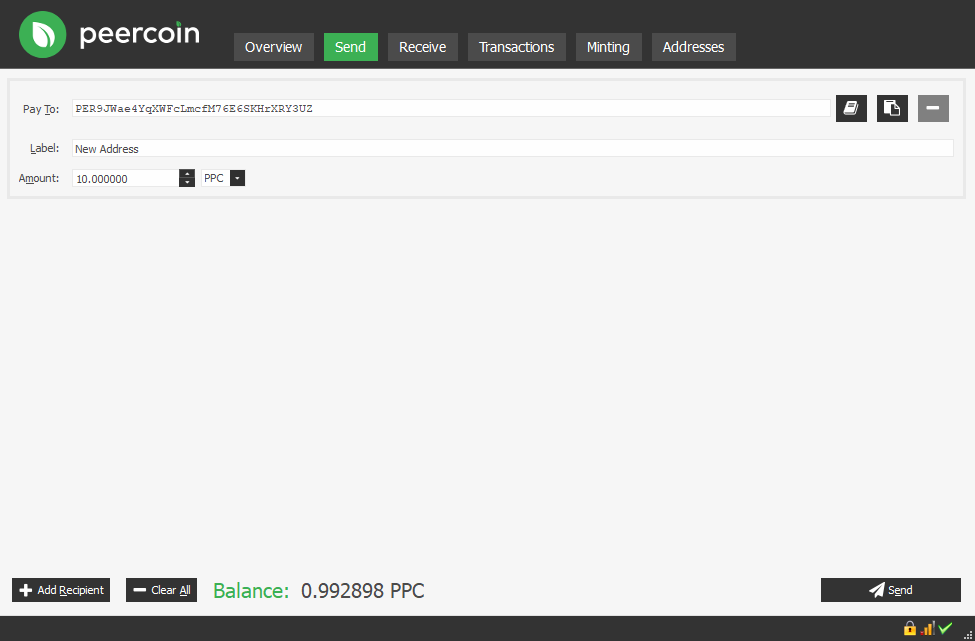 peercoin
Overview Send Receive Transactions Minting Addresses
Pay To: PER9JWae4YqXWFcLmcfM76E6SKHrXRY3UZ
Label: New Address
Amount: 10.000000 PPC
Add Recipient Clear All Balance: 0.992898 PPC Send